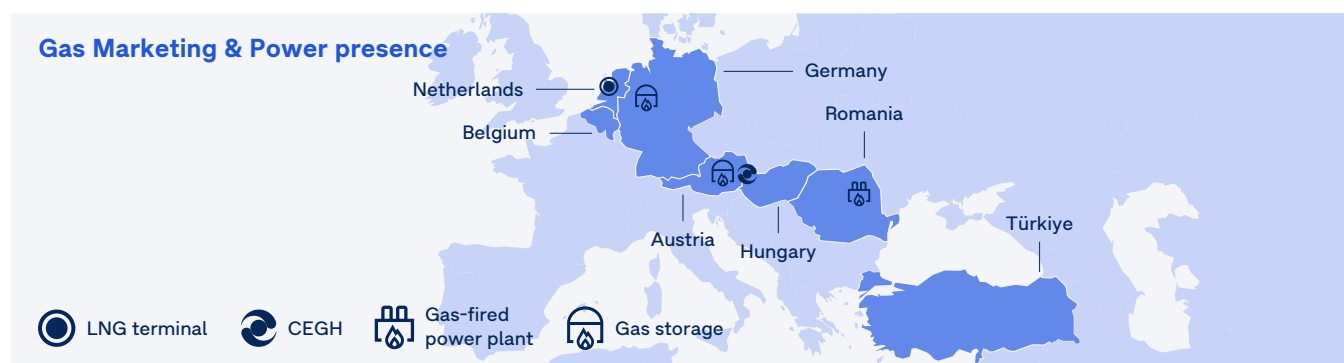 Gas Marketing & Power presence
Netherlands
Belgium
Germany
Romania
Austria
Hungary
Türkiye
LNG terminal
CEGH
Gas-fired
power plant
Gas storage